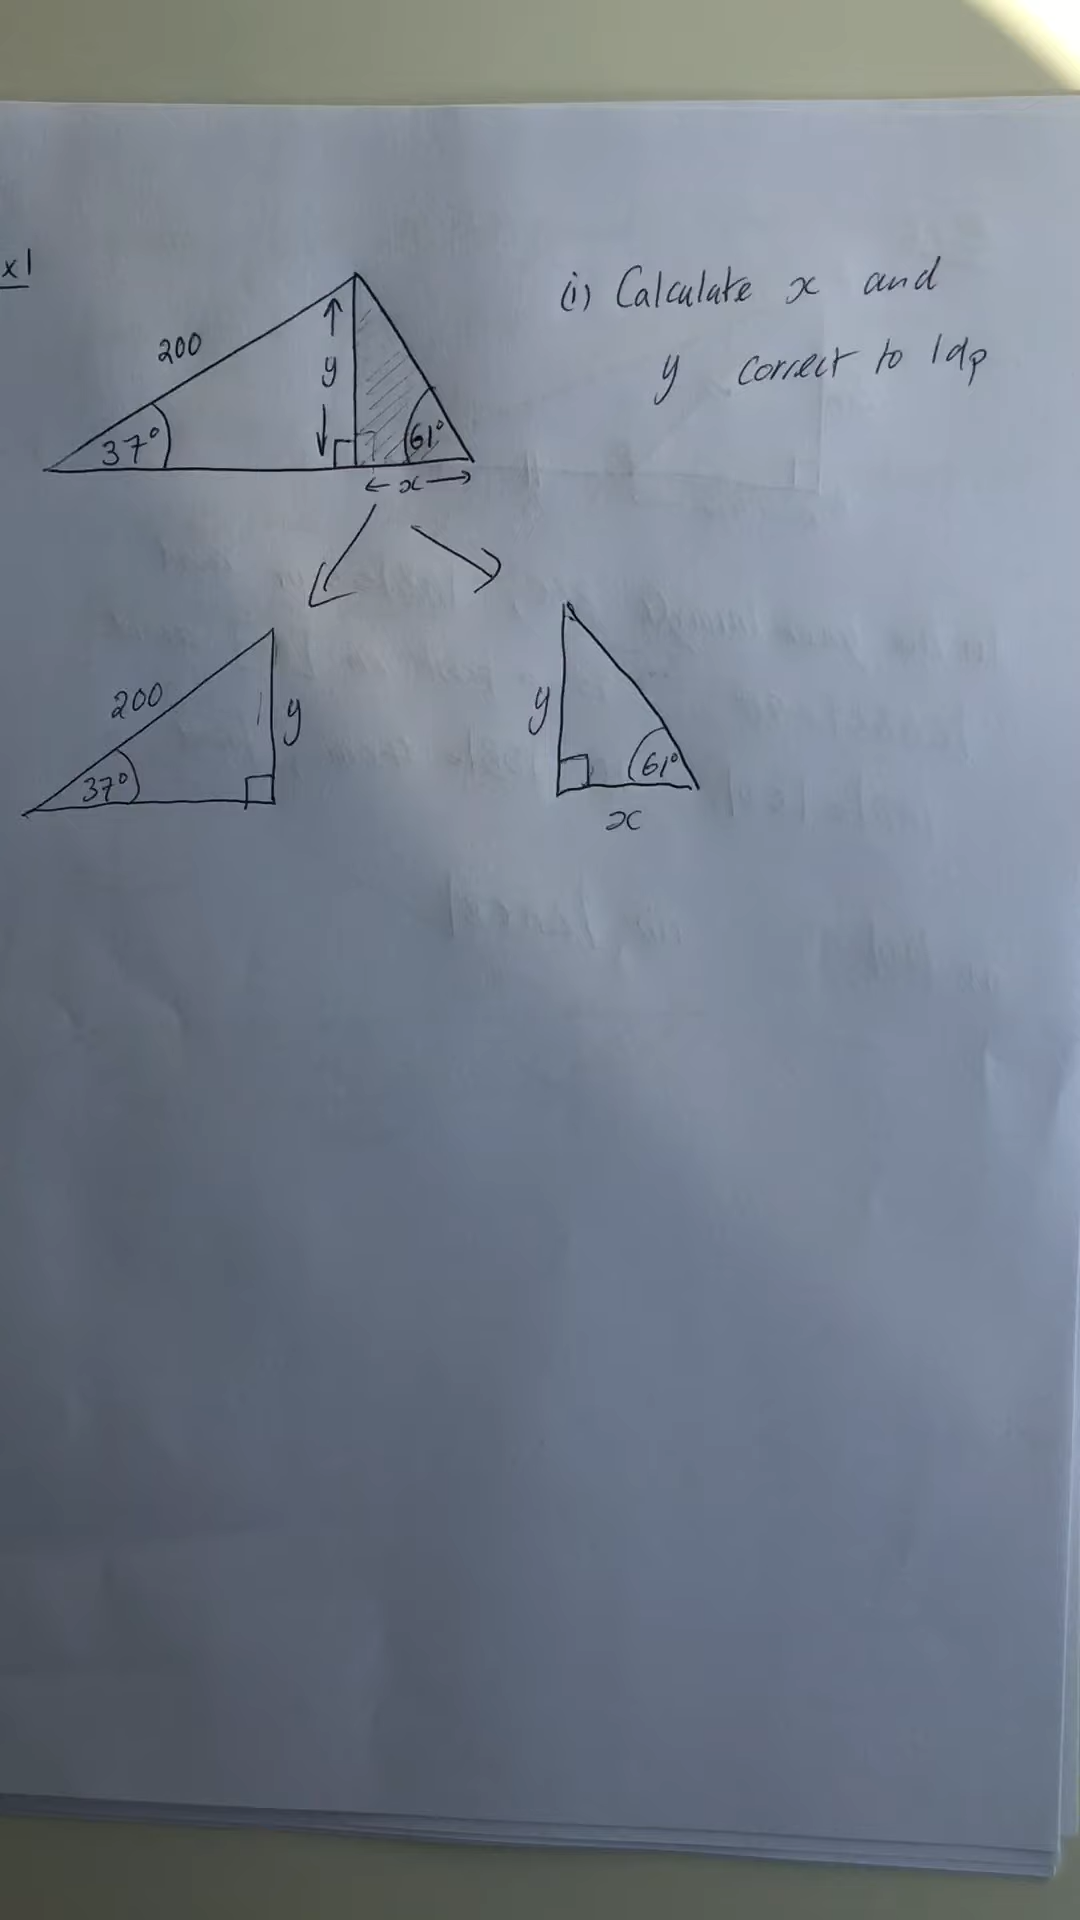 x1
(i) Calculate x and
y correct to 1dp
200
y
37°
61°
← x →
200
y
37°
y
61°
x